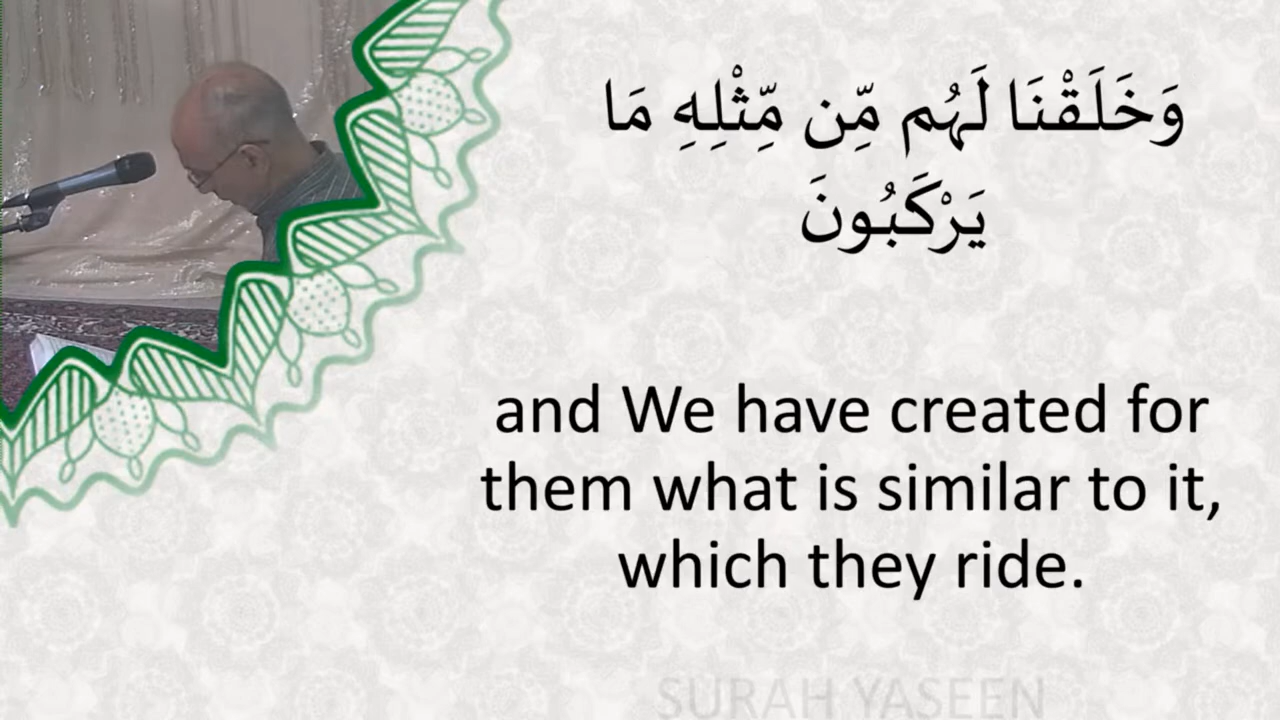 وَخَلَقْنَا لَهُم مِّن مِّثْلِهِ مَا
يَرْكَبُونَ
and We have created for
them what is similar to it,
which they ride.
SURAH YASEEN